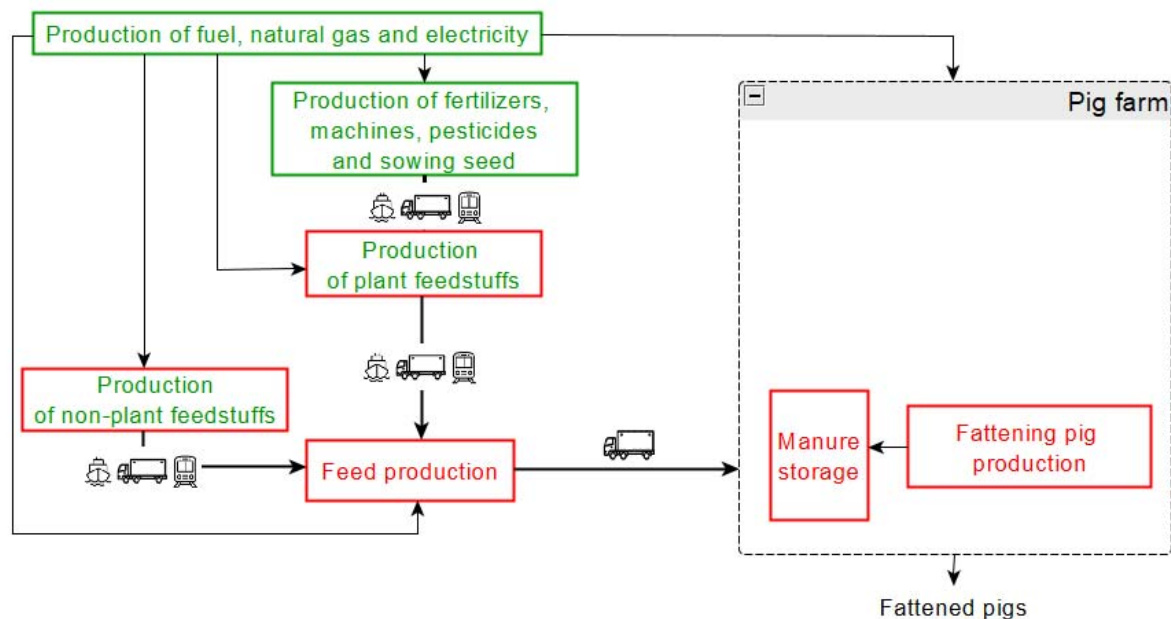 Production of fuel, natural gas and electricity
Production of fertilizers,
machines, pesticides
and sowing seed
Pig farm
Production
of plant feedstuffs
Production
of non-plant feedstuffs
Feed production
Manure
storage
Fattening pig
production
Fattened pigs